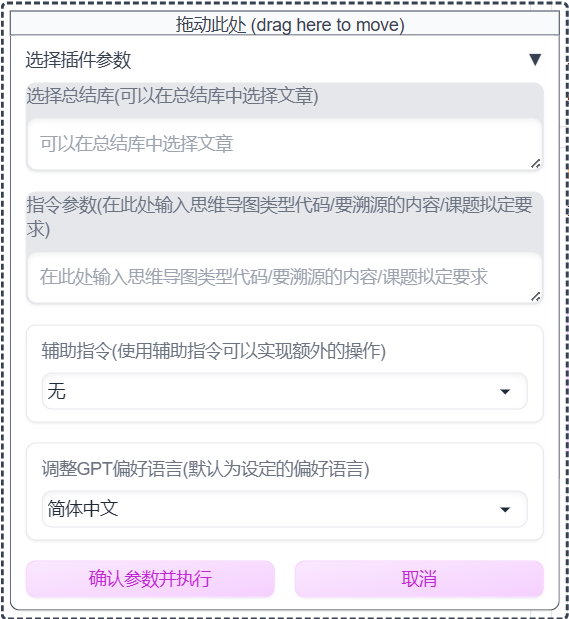 拖动此处 (drag here to move)
选择插件参数
选择总结库(可以在总结库中选择文章)
可以在总结库中选择文章
指令参数(在此处输入思维导图类型代码/要溯源的内容/课题拟定要
求)
在此处输入思维导图类型代码/要溯源的内容/课题拟定要求
辅助指令(使用辅助指令可以实现额外的操作)
无
调整GPT偏好语言(默认为设定的偏好语言)
简体中文
确认参数并执行
取消